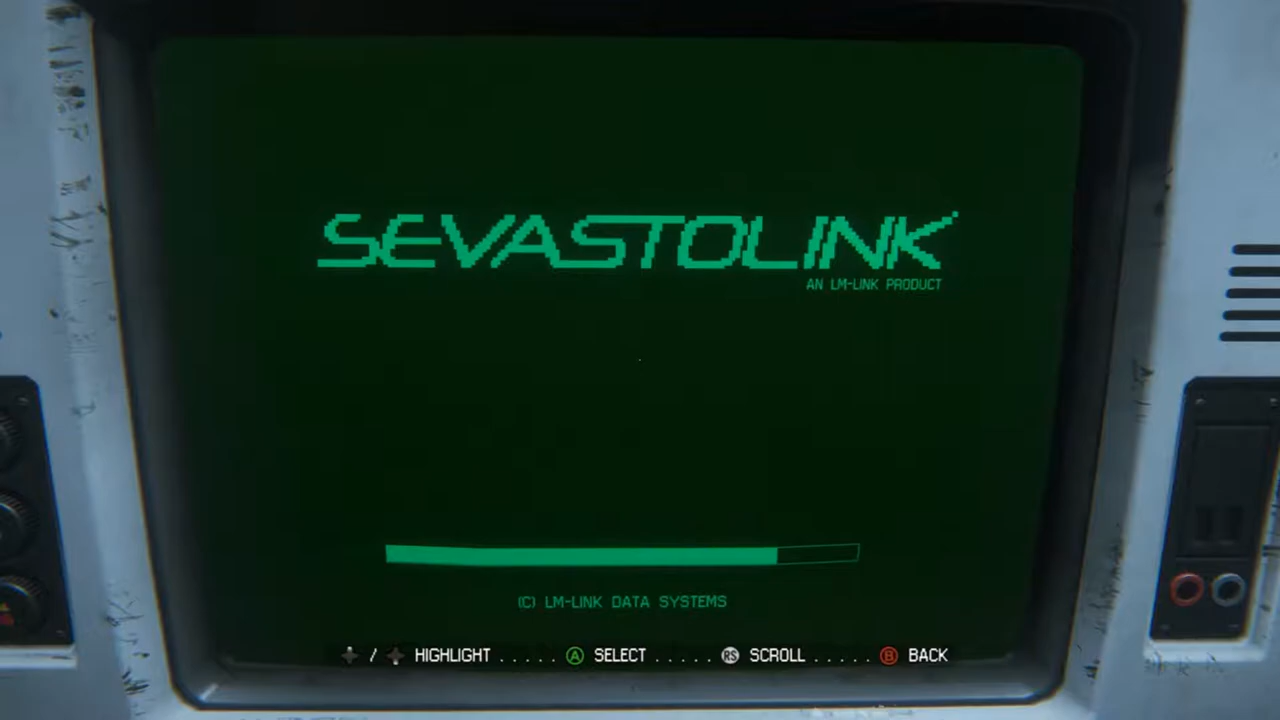 SEVASTOLINK
AN LM-LINK PRODUCT
(C) LM-LINK DATA SYSTEMS
/ HIGHLIGHT ..... A SELECT ..... RS SCROLL ..... B BACK